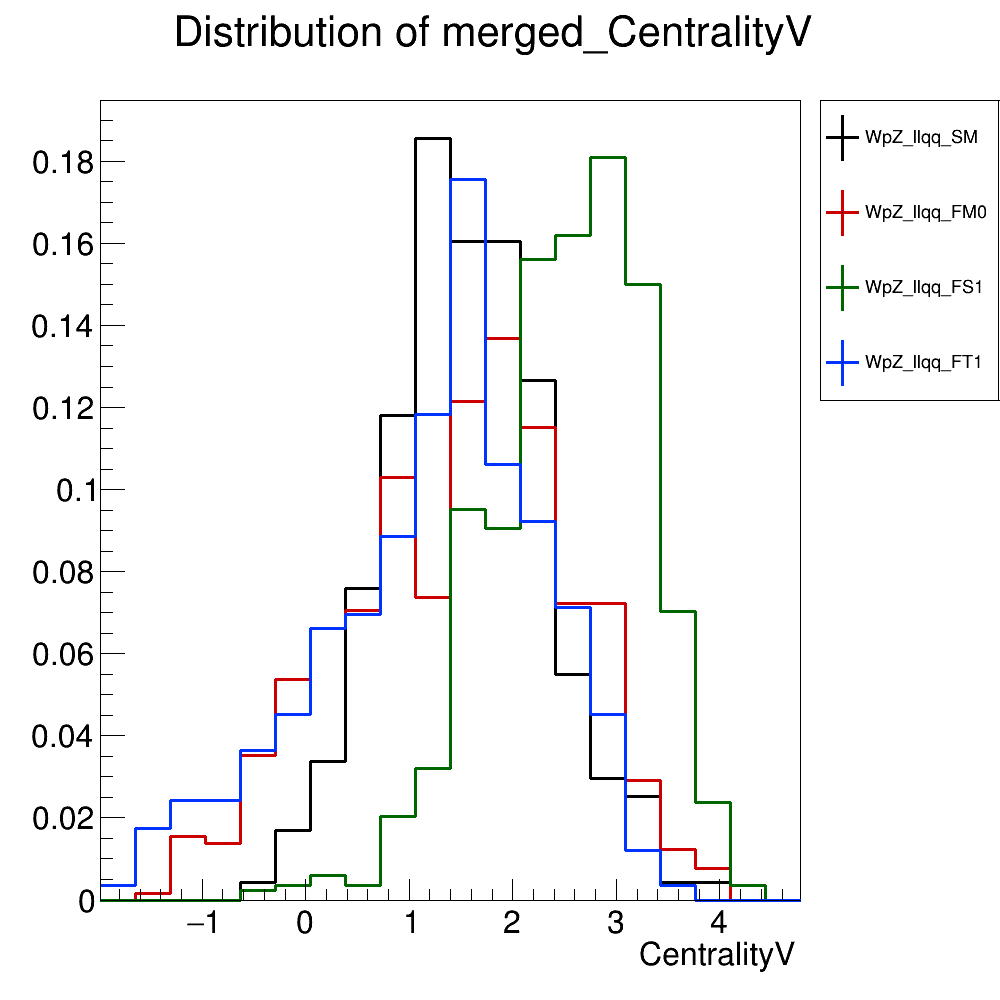 Distribution of merged_CentralityV
0.18
0.16
0.14
0.12
0.1
0.08
0.06
0.04
0.02
0
−1 0 1 2 3 4
CentralityV
WpZ_llqq_SM
WpZ_llqq_FM0
WpZ_llqq_FS1
WpZ_llqq_FT1